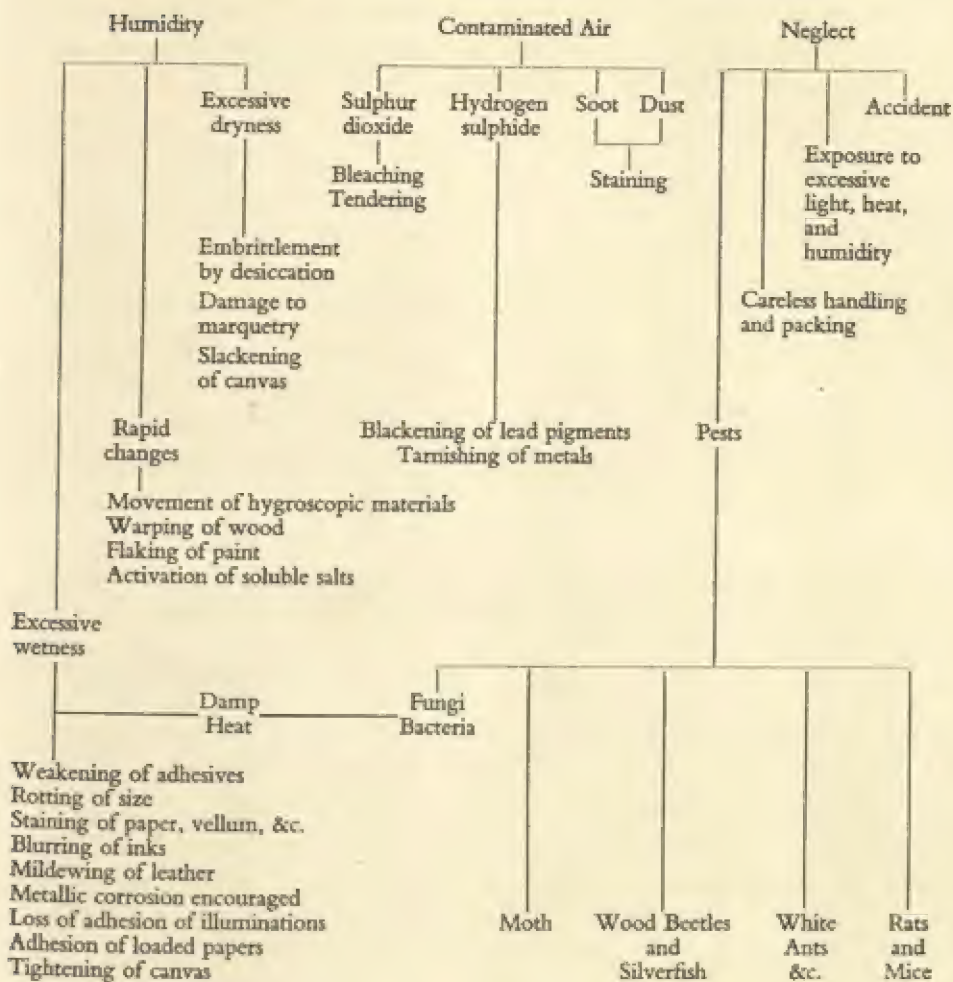 Humidity
Contaminated Air
Neglect
Excessive
dryness
Sulphur
dioxide
Hydrogen
sulphide
Soot
Dust
Accident
Bleaching
Tendering
Staining
Exposure to
excessive
light, heat,
and
humidity
Embrittlement
by desiccation
Damage to
marquetry
Slackening
of canvas
Careless handling
and packing
Rapid
changes
Blackening of lead pigments
Tarnishing of metals
Pests
Movement of hygroscopic materials
Warping of wood
Flaking of paint
Activation of soluble salts
Excessive
wetness
Damp
Heat
Fungi
Bacteria
Weakening of adhesives
Rotting of size
Staining of paper, vellum, &c.
Blurring of inks
Mildewing of leather
Metallic corrosion encouraged
Loss of adhesion of illuminations
Adhesion of loaded papers
Tightening of canvas
Moth
Wood Beetles
and
Silverfish
White
Ants
&c.
Rats
and
Mice